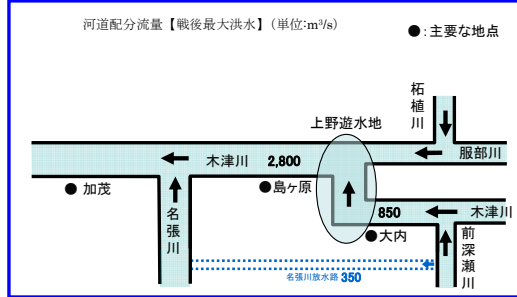 河道配分流量【戦後最大洪水】（単位:m³/s）
●：主要な地点
柘植川
上野遊水地
木津川 2,800
服部川
●加茂
●島ヶ原
名張川
850 木津川
●大内
前深瀬川
名張川放水路 350